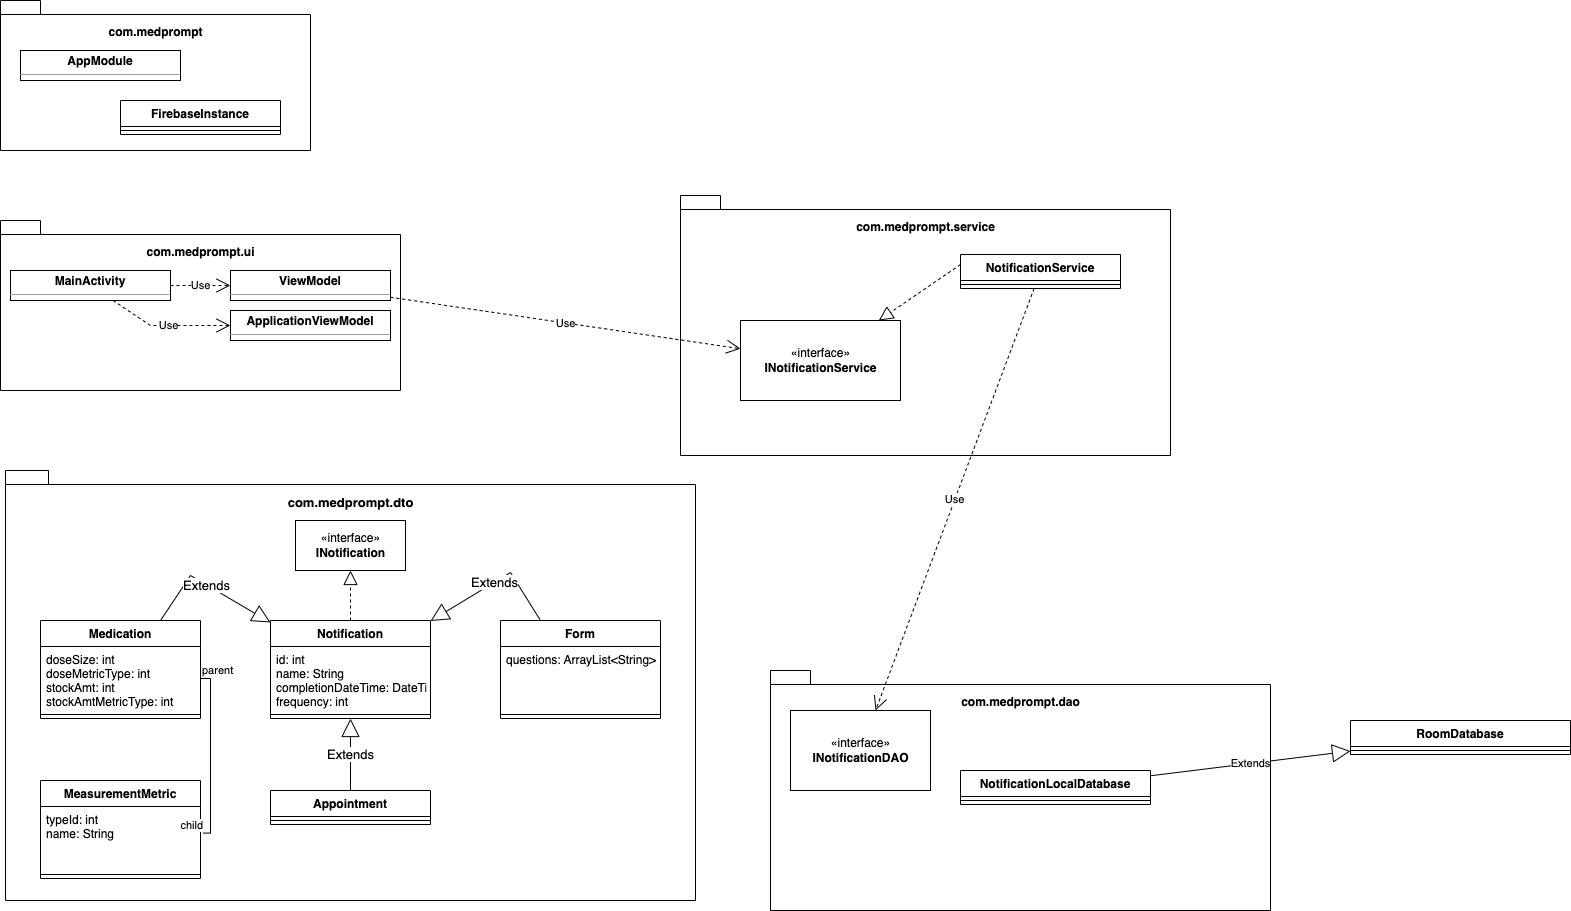 com.medprompt
AppModule
FirebaseInstance
com.medprompt.ui
MainActivity
Use
ViewModel
Use
ApplicationViewModel
Use
com.medprompt.service
NotificationService
«interface»
INotificationService
Use
com.medprompt.dto
«interface»
INotification
Extends
Extends
Medication
doseSize: int
doseMetricType: int
stockAmt: int
stockAmtMetricType: int
parent
Notification
id: int
name: String
completionDateTime: DateTi
frequency: int
Form
questions: ArrayList<String>
Extends
MeasurementMetric
typeId: int
name: String
child
Appointment
com.medprompt.dao
«interface»
INotificationDAO
NotificationLocalDatabase
Extends
RoomDatabase